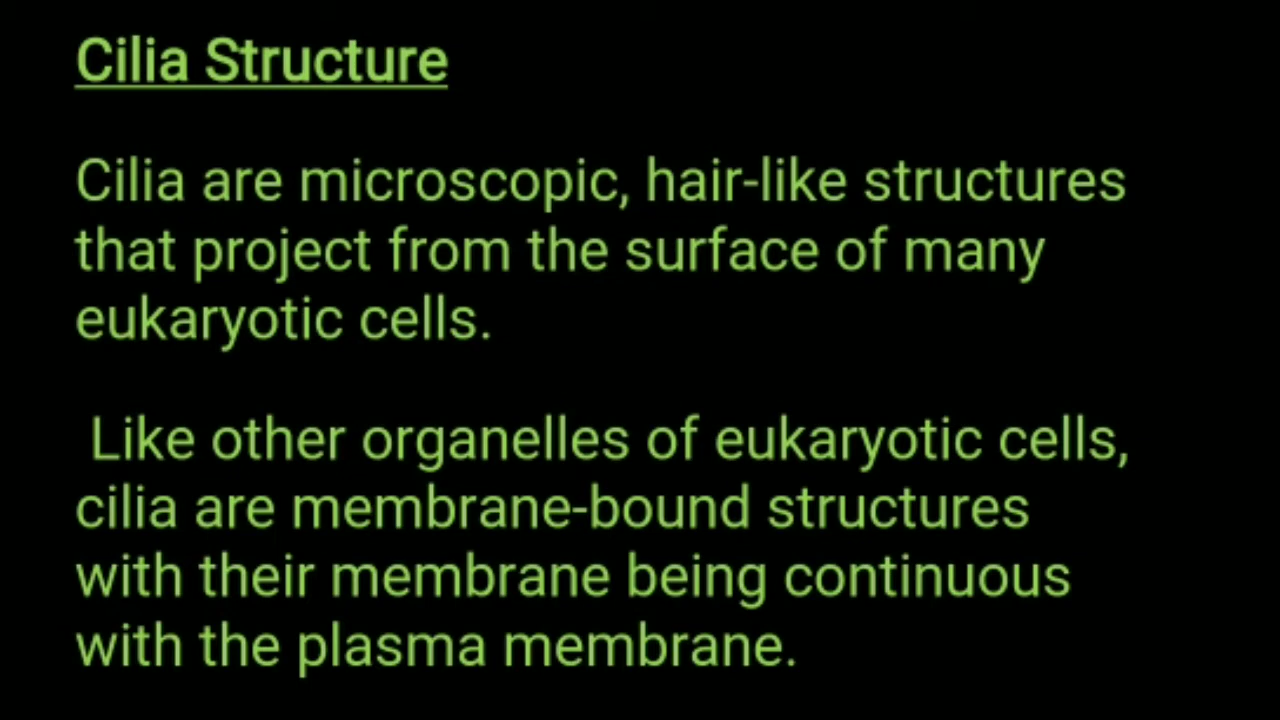 Cilia Structure
Cilia are microscopic, hair-like structures
that project from the surface of many
eukaryotic cells.
Like other organelles of eukaryotic cells,
cilia are membrane-bound structures
with their membrane being continuous
with the plasma membrane.